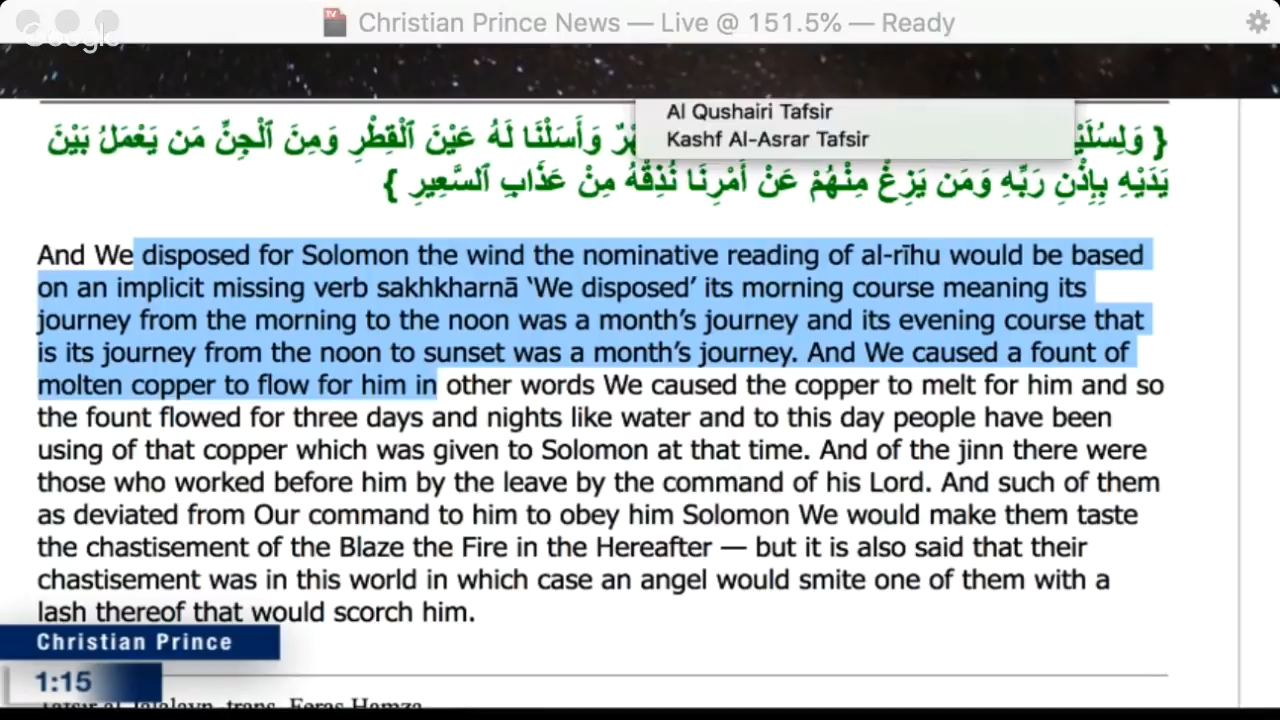 Christian Prince News — Live @ 151.5% — Ready
Google
TV
Al Qushairi Tafsir
Kashf Al-Asrar Tafsir
وَأَسَلْنَا لَهُ عَيْنَ ٱلْقِطْرِ وَمِنَ ٱلْجِنِّ مَن يَعْمَلُ بَيْنَ
يَدَيْهِ بِإِذْنِ رَبِّهِ وَمَن يَزِغْ مِنْهُمْ عَنْ أَمْرِنَا نُذِقْهُ مِنْ عَذَابِ ٱلسَّعِيرِ }
And We disposed for Solomon the wind the nominative reading of al-rīhu would be based
on an implicit missing verb sakhkharnā ‘We disposed’ its morning course meaning its
journey from the morning to the noon was a month’s journey and its evening course that
is its journey from the noon to sunset was a month’s journey. And We caused a fount of
molten copper to flow for him in other words We caused the copper to melt for him and so
the fount flowed for three days and nights like water and to this day people have been
using of that copper which was given to Solomon at that time. And of the jinn there were
those who worked before him by the leave by the command of his Lord. And such of them
as deviated from Our command to him to obey him Solomon We would make them taste
the chastisement of the Blaze the Fire in the Hereafter — but it is also said that their
chastisement was in this world in which case an angel would smite one of them with a
lash thereof that would scorch him.
Christian Prince
1:15
Tafsir al-Jalalayn, trans. Feras Hamza